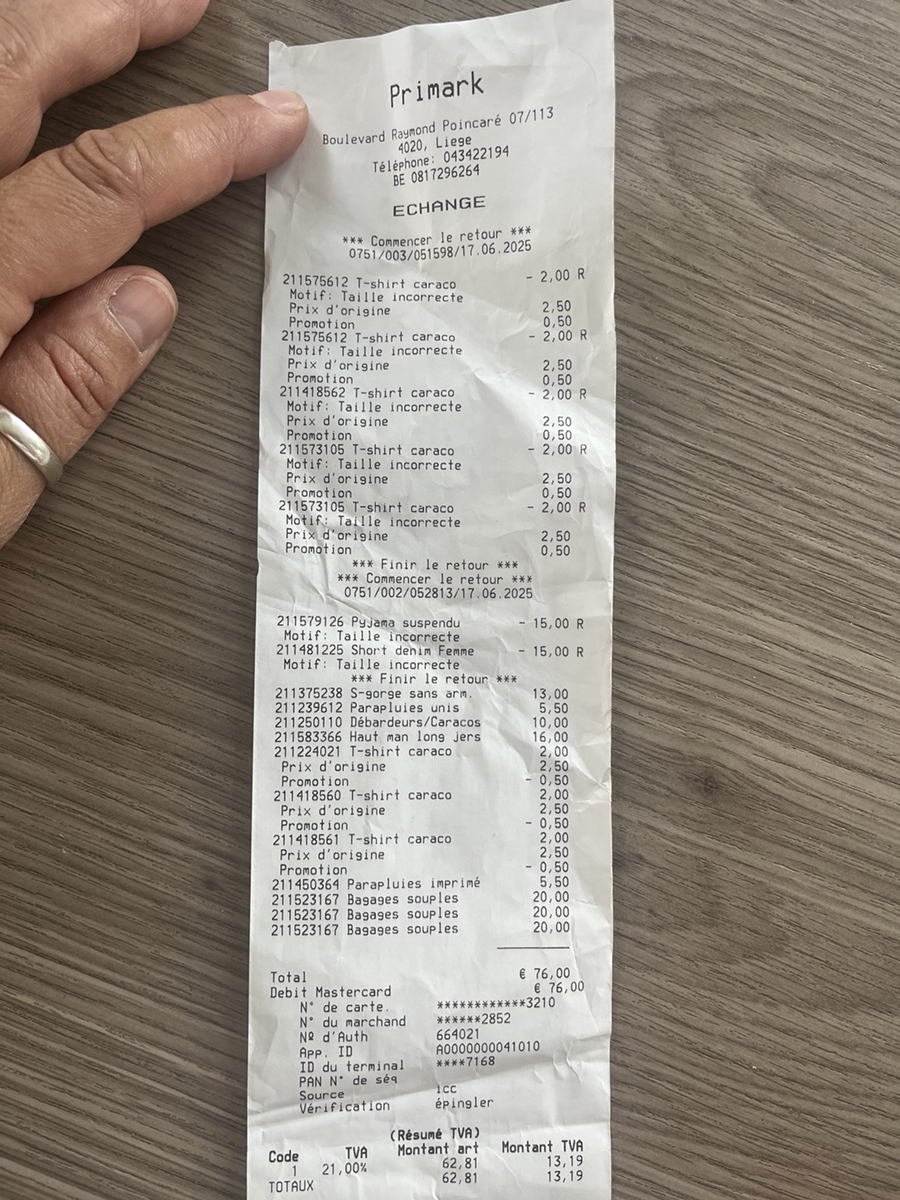 Primark
Boulevard Raymond Poincaré 07/113
4020, Liege
Téléphone: 043422194
BE 0817296264
ECHANGE
*** Commencer le retour ***
0751/003/051598/17.06.2025
211575612 T-shirt caraco - 2,00 R
Motif: Taille incorrecte
Prix d'origine 2,50
Promotion 0,50
211575612 T-shirt caraco - 2,00 R
Motif: Taille incorrecte
Prix d'origine 2,50
Promotion 0,50
211418562 T-shirt caraco - 2,00 R
Motif: Taille incorrecte
Prix d'origine 2,50
Promotion 0,50
211573105 T-shirt caraco - 2,00 R
Motif: Taille incorrecte
Prix d'origine 2,50
Promotion 0,50
211573105 T-shirt caraco - 2,00 R
Motif: Taille incorrecte
Prix d'origine 2,50
Promotion 0,50
*** Finir le retour ***
*** Commencer le retour ***
0751/002/052813/17.06.2025
211579126 Pyjama suspendu - 15,00 R
Motif: Taille incorrecte
211481225 Short denim Femme - 15,00 R
Motif: Taille incorrecte
*** Finir le retour ***
211375238 S-gorge sans arm. 13,00
211239612 Parapluies unis 5,50
211250110 Débardeurs/Caracos 10,00
211583366 Haut man long jers 16,00
211224021 T-shirt caraco 2,00
Prix d'origine 2,50
Promotion - 0,50
211418560 T-shirt caraco 2,00
Prix d'origine 2,50
Promotion - 0,50
211418561 T-shirt caraco 2,00
Prix d'origine 2,50
Promotion - 0,50
211450364 Parapluies imprimé 5,50
211523167 Bagages souples 20,00
211523167 Bagages souples 20,00
211523167 Bagages souples 20,00
Total € 76,00
Debit Mastercard € 76,00
N° de carte. ************3210
N° du marchand ******2852
Nº d'Auth 664021
App. ID A0000000041010
ID du terminal ****7168
PAN N° de séq
Source icc
Vérification épingler
(Résumé TVA)
Code TVA Montant art Montant TVA
1 21,00% 62,81 13,19
TOTAUX 62,81 13,19